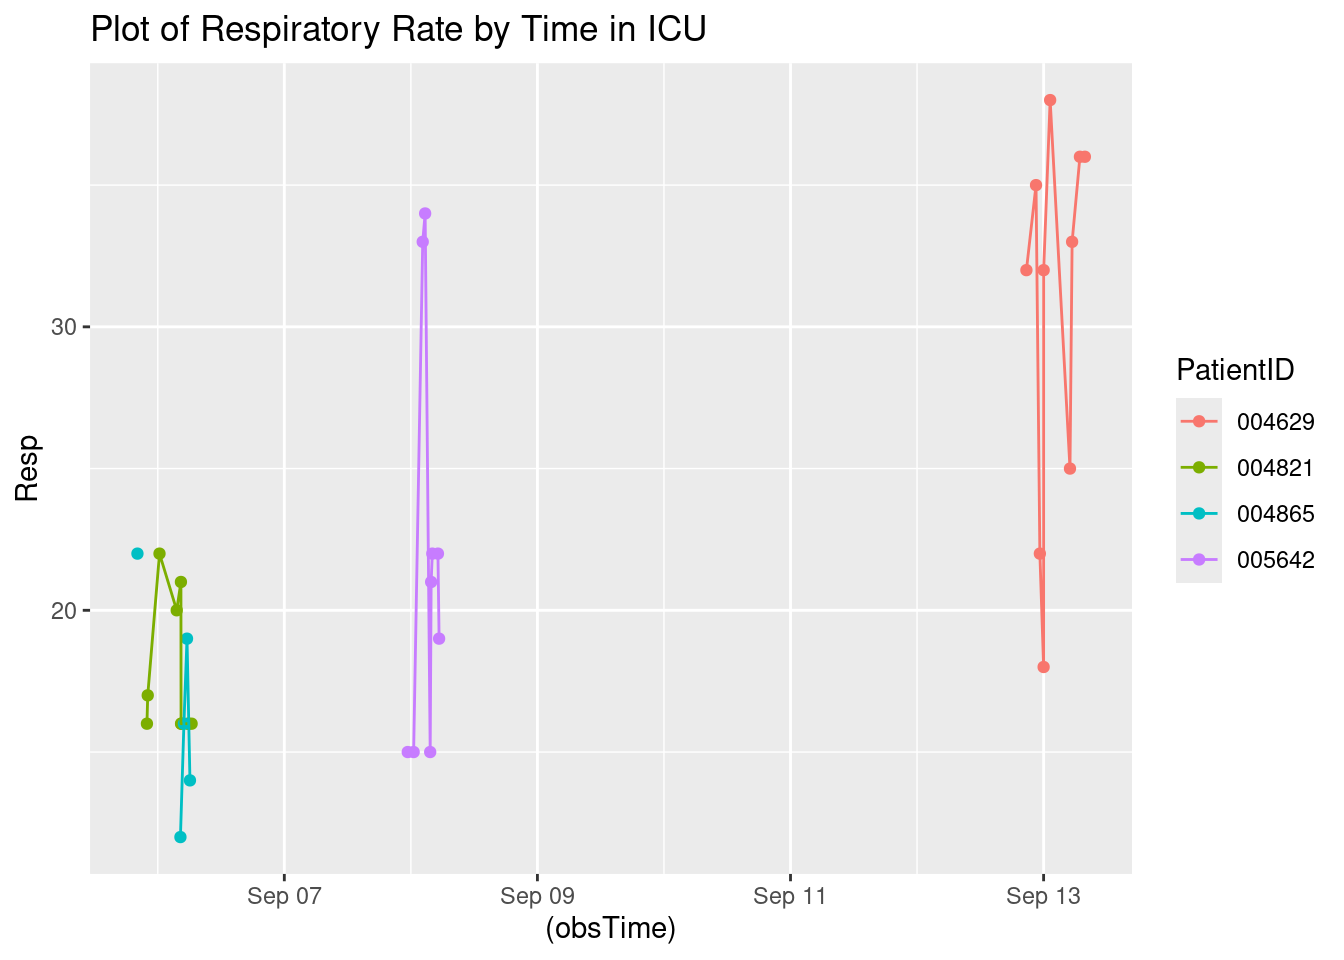 Plot of Respiratory Rate by Time in ICU
Resp
30
20
Sep 07
Sep 09
Sep 11
Sep 13
(obsTime)
PatientID
004629
004821
004865
005642